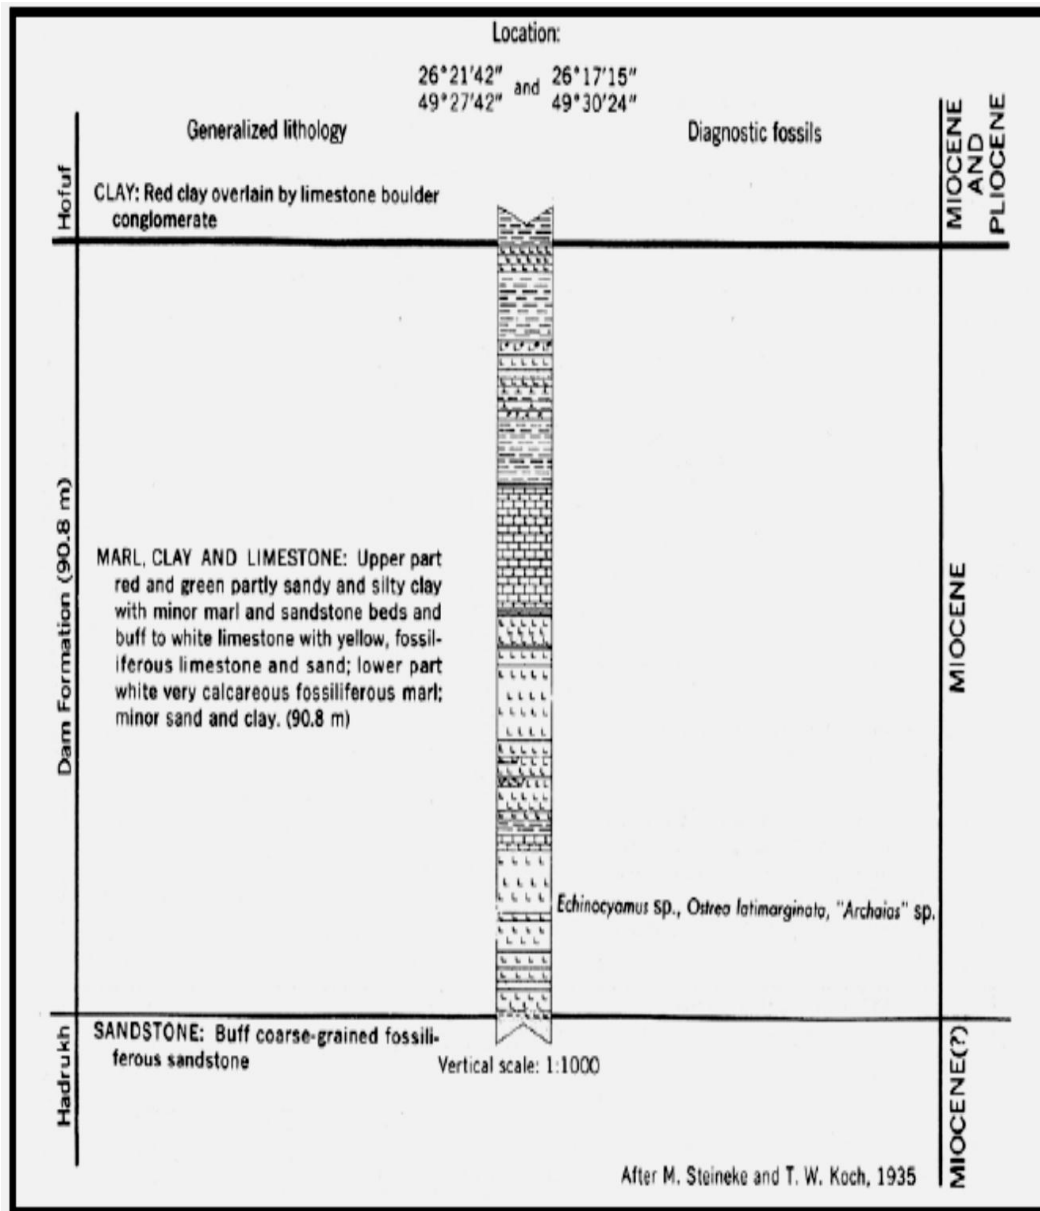 Location:
26°21'42" and 26°17'15"
49°27'42" 49°30'24"
Generalized lithology
Diagnostic fossils
Hofuf
CLAY: Red clay overlain by limestone boulder
conglomerate
MIOCENE
AND
PLIOCENE
Dam Formation (90.8 m)
MARL, CLAY AND LIMESTONE: Upper part
red and green partly sandy and silty clay
with minor marl and sandstone beds and
buff to white limestone with yellow, fossil-
iferous limestone and sand; lower part
white very calcareous fossiliferous marl;
minor sand and clay. (90.8 m)
MIOCENE
Echinocyamus sp., Ostrea latimarginata, "Archaias" sp.
Hadrukh
SANDSTONE: Buff coarse-grained fossili-
ferous sandstone
Vertical scale: 1:1000
MIOCENE(?)
After M. Steineke and T. W. Koch, 1935